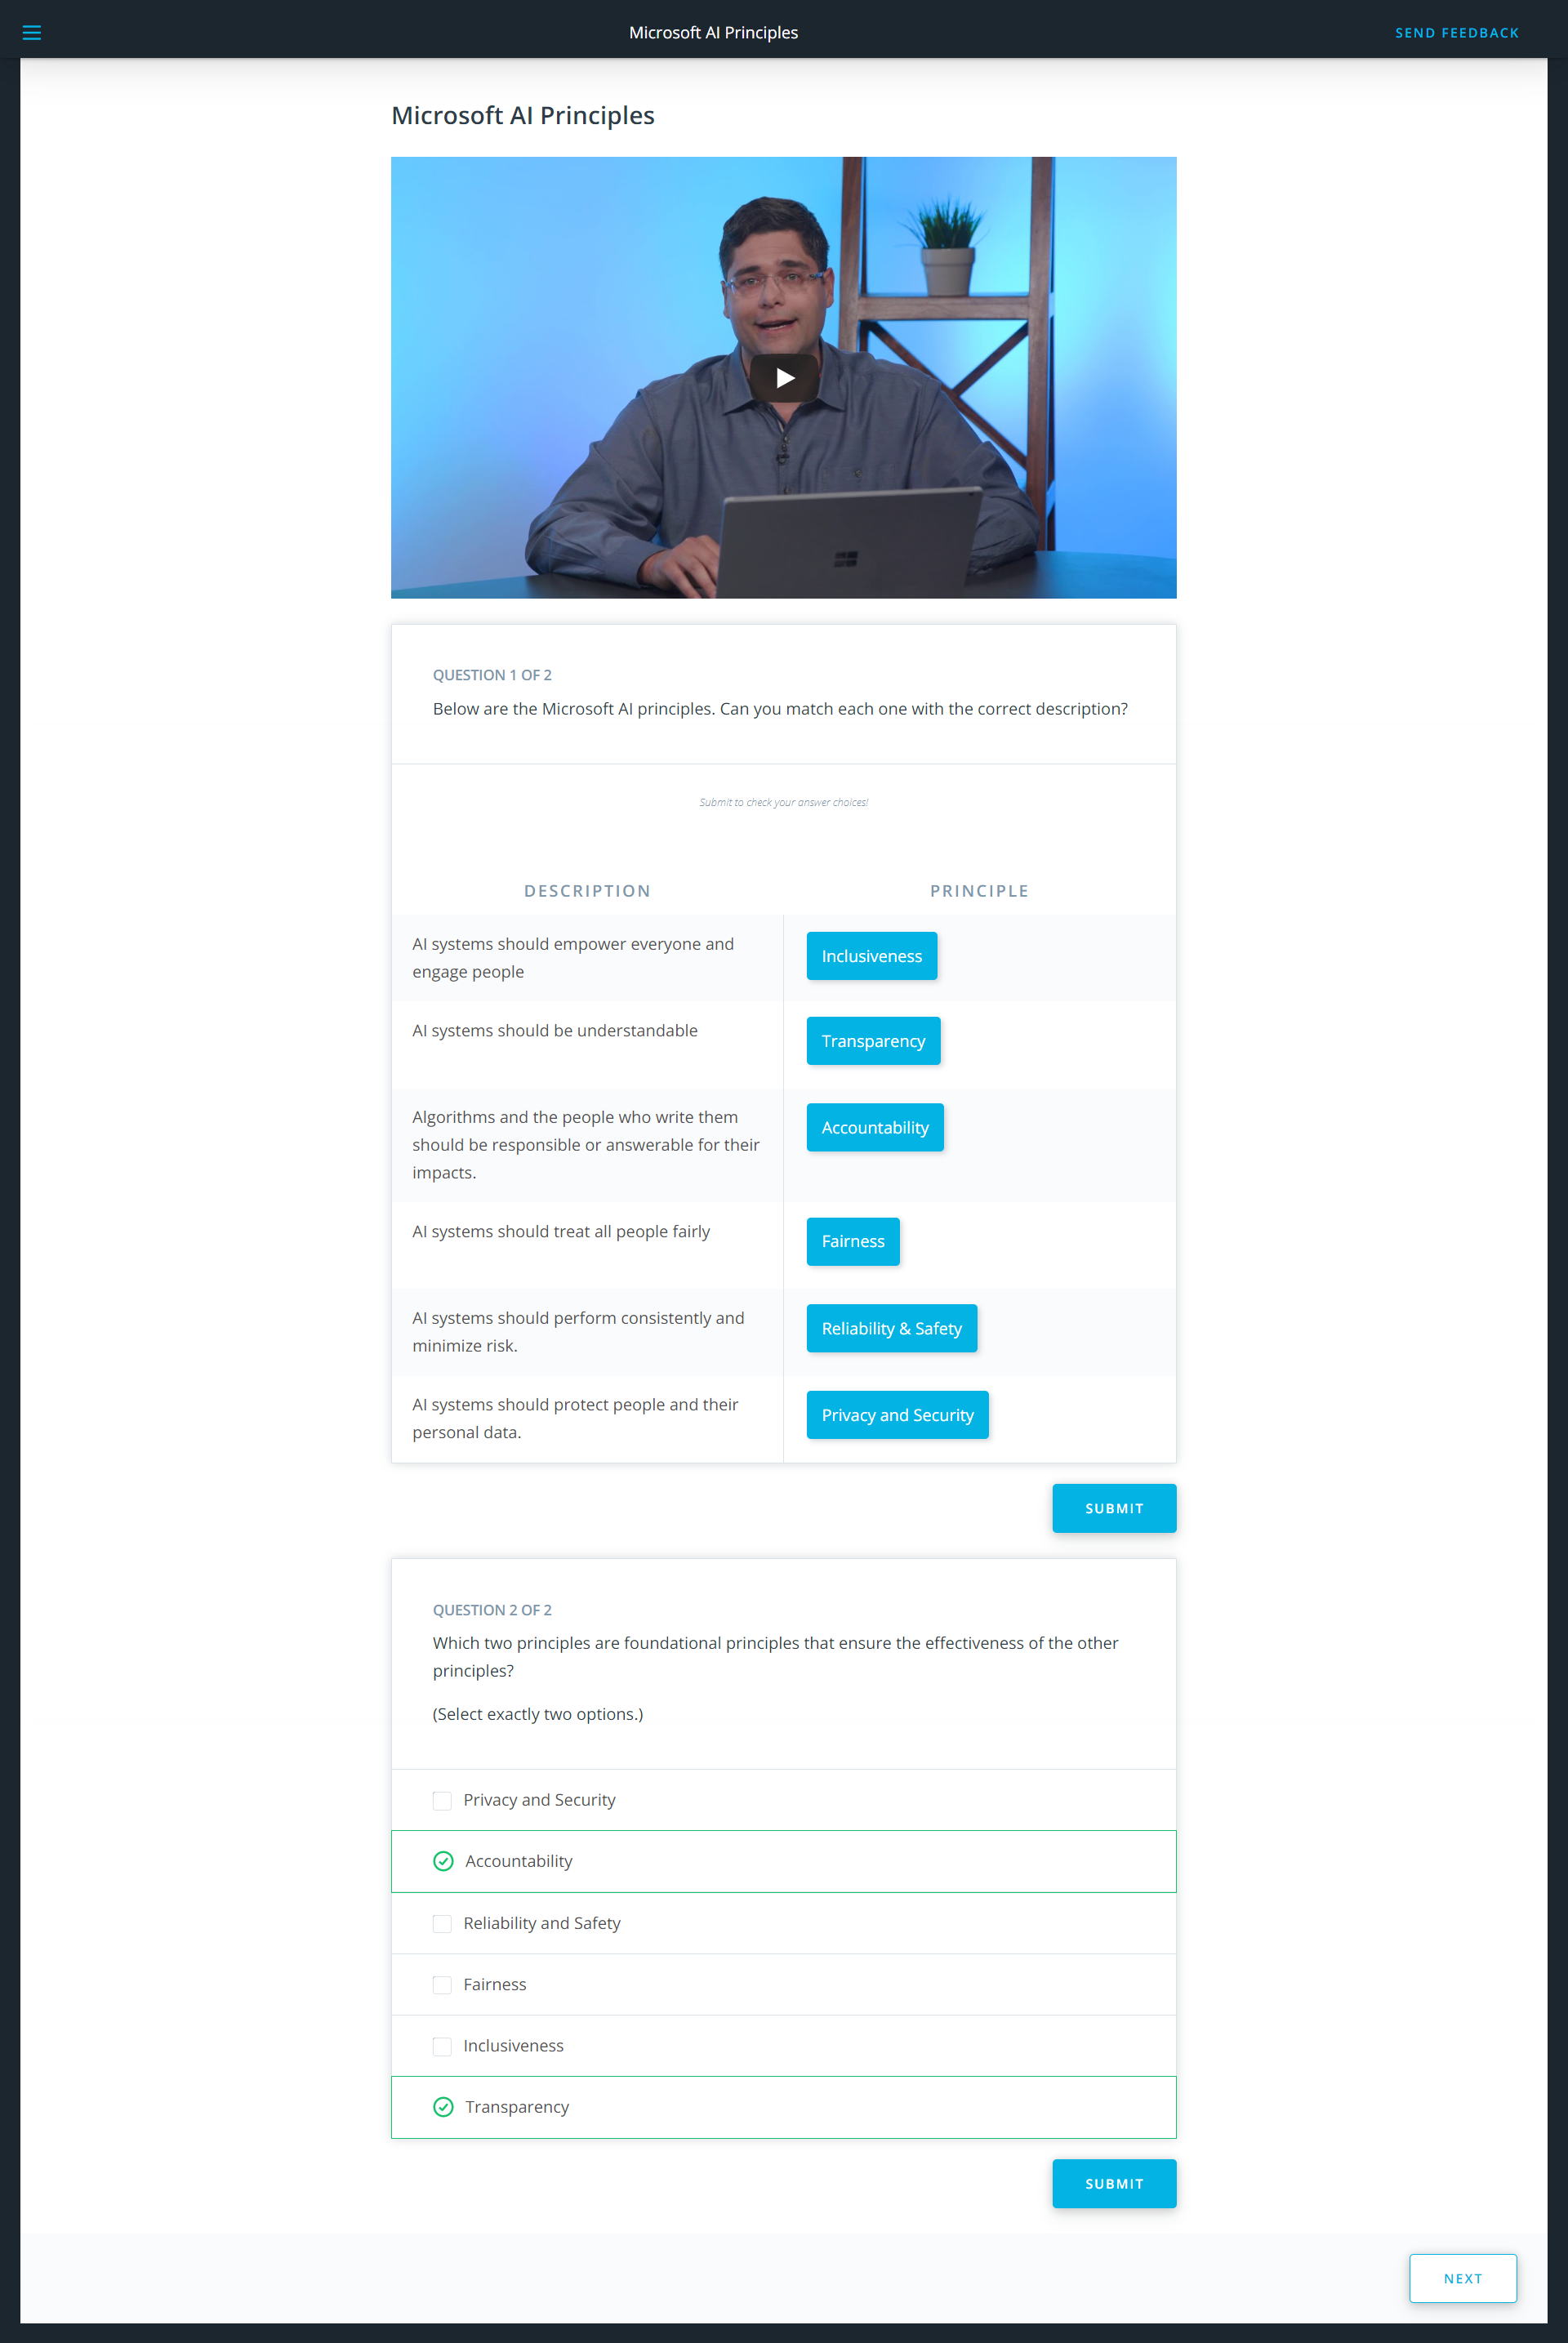 Microsoft AI Principles
SEND FEEDBACK
Microsoft AI Principles
QUESTION 1 OF 2
Below are the Microsoft AI principles. Can you match each one with the correct description?
Submit to check your answer choices!
DESCRIPTION
PRINCIPLE
AI systems should empower everyone and
engage people
Inclusiveness
AI systems should be understandable
Transparency
Algorithms and the people who write them
should be responsible or answerable for their
impacts.
Accountability
AI systems should treat all people fairly
Fairness
AI systems should perform consistently and
minimize risk.
Reliability & Safety
AI systems should protect people and their
personal data.
Privacy and Security
SUBMIT
QUESTION 2 OF 2
Which two principles are foundational principles that ensure the effectiveness of the other
principles?
(Select exactly two options.)
Privacy and Security
Accountability
Reliability and Safety
Fairness
Inclusiveness
Transparency
SUBMIT
NEXT